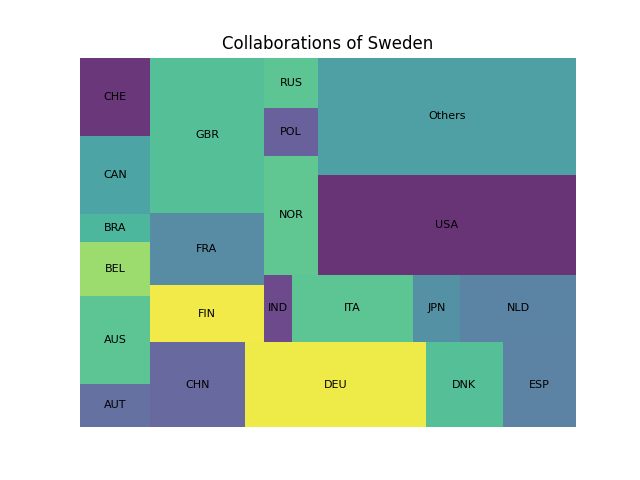 Collaborations of Sweden
CHE
GBR
RUS
Others
POL
CAN
NOR
USA
BRA
FRA
BEL
IND
ITA
JPN
NLD
FIN
AUS
CHN
DEU
DNK
ESP
AUT